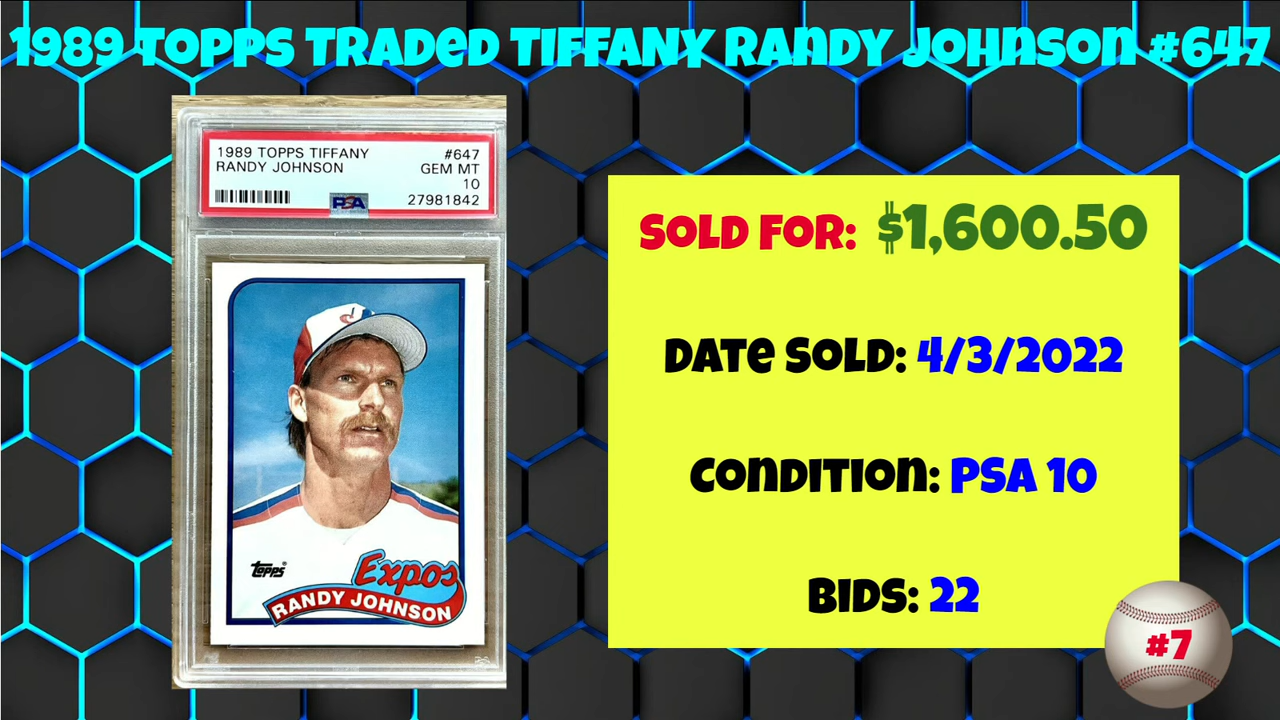 1989 TOPPS TRADED TIFFANY RANDY JOHNSON #647
1989 TOPPS TIFFANY #647
RANDY JOHNSON GEM MT
10
PSA 27981842
Topps®
Expos
RANDY JOHNSON
SOLD FOR: $1,600.50
DATE SOLD: 4/3/2022
CONDITION: PSA 10
BIDS: 22
#7